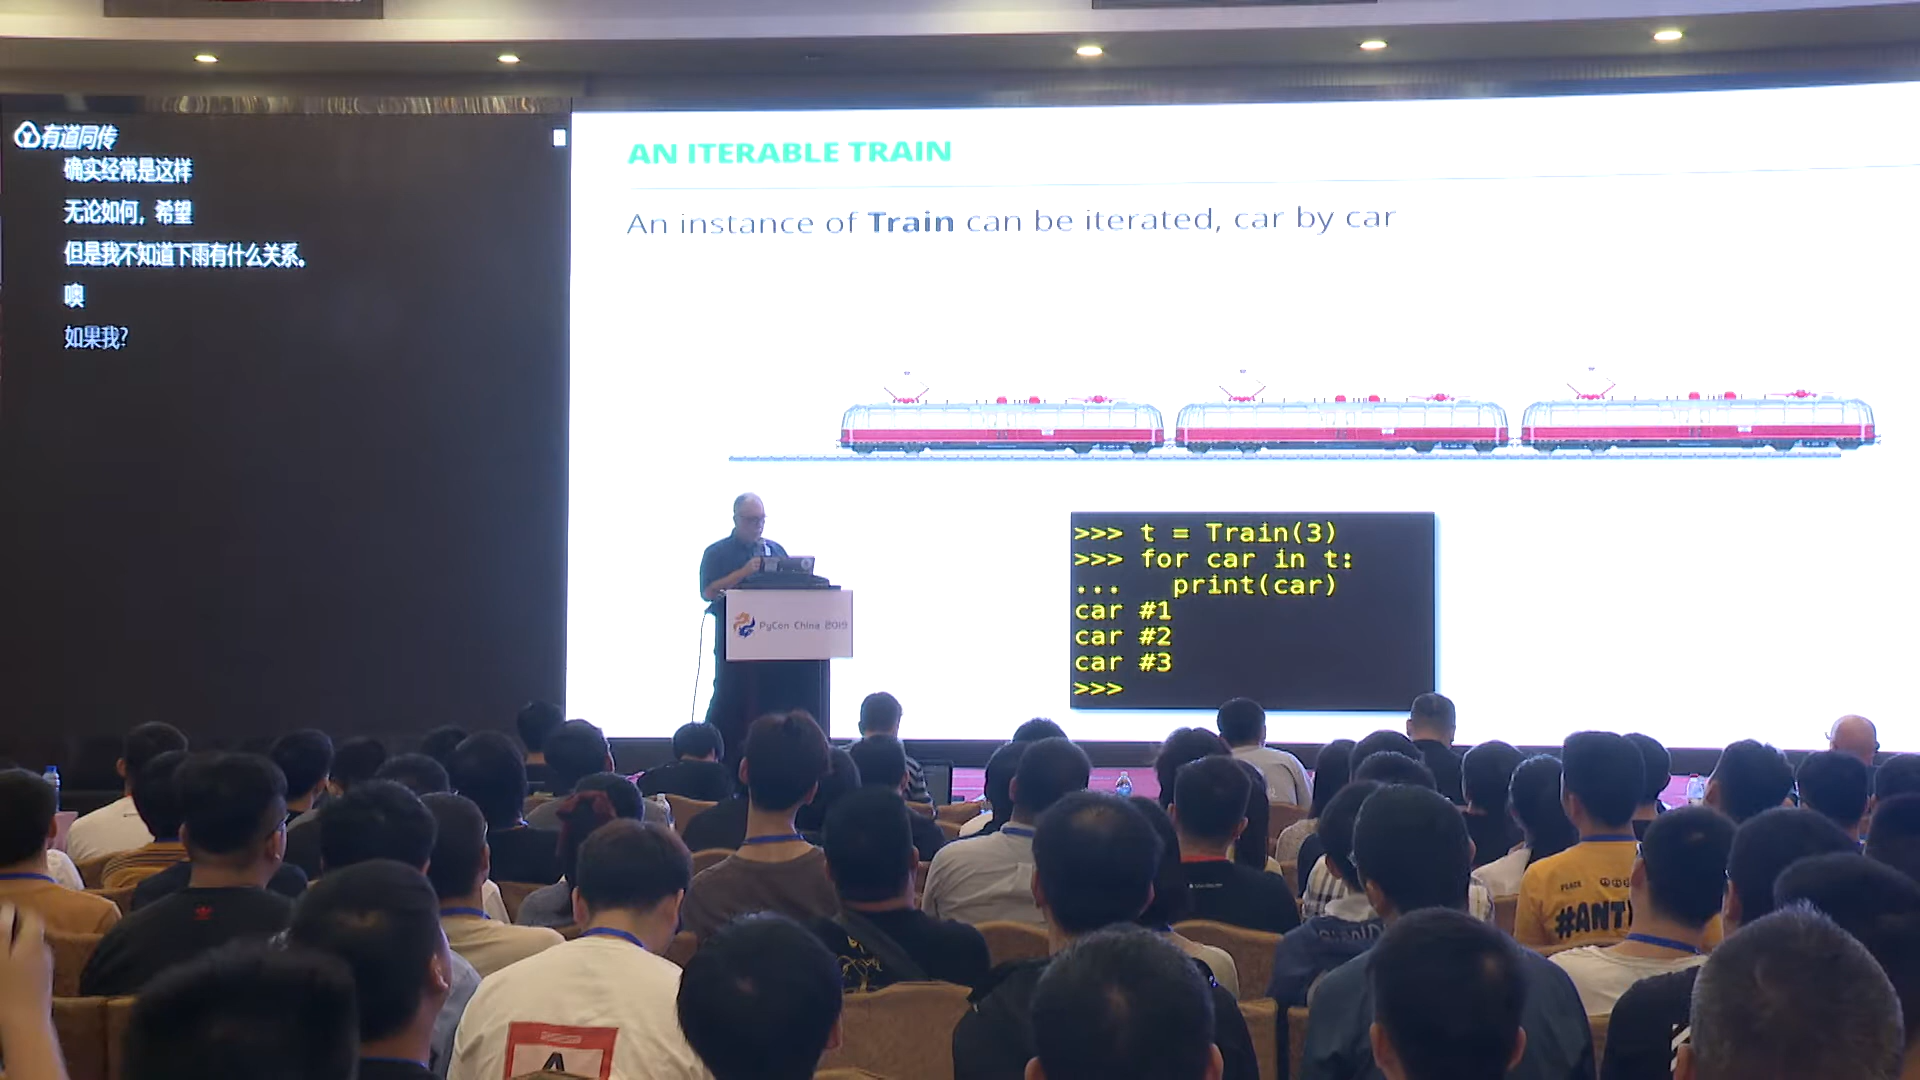 有道同传
确实经常是这样
无论如何，希望
但是我不知道下雨有什么关系。
噢
如果我?
AN ITERABLE TRAIN
An instance of Train can be iterated, car by car
>>> t = Train(3)
>>> for car in t:
...   print(car)
car #1
car #2
car #3
>>>
PyCon China 2019
#ANT
A